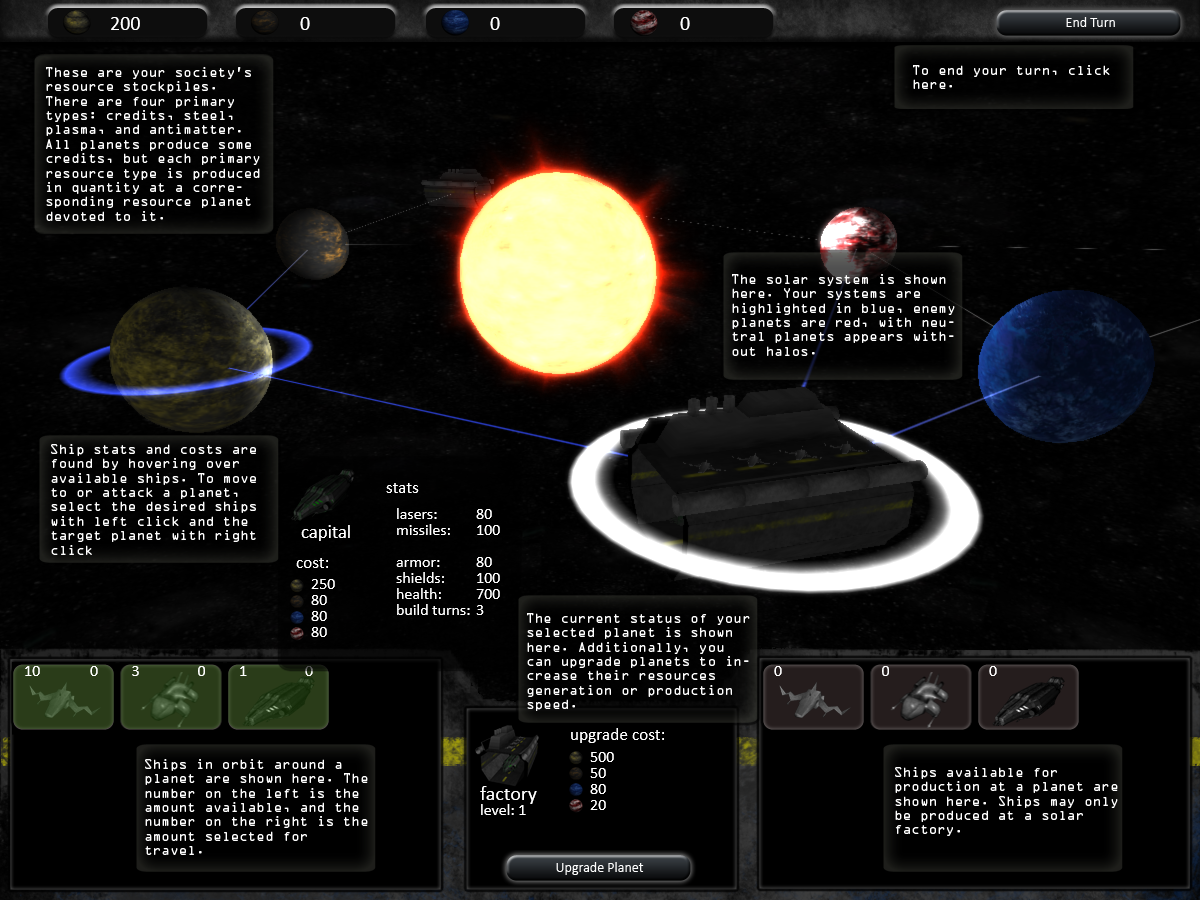 200
0
0
0
End Turn
These are your society's
resource stockpiles.
There are four primary
types: credits, steel,
plasma, and antimatter.
All planets produce some
credits, but each primary
resource type is produced
in quantity at a corre-
sponding resource planet
devoted to it.
To end your turn, click
here.
The solar system is shown
here. Your systems are
highlighted in blue, enemy
planets are red, with neu-
tral planets appears with-
out halos.
Ship stats and costs are
found by hovering over
available ships. To move
to or attack a planet,
select the desired ships
with left click and the
target planet with right
click
capital
cost:
250
80
80
80
stats
lasers: 80
missiles: 100
armor: 80
shields: 100
health: 700
build turns: 3
The current status of your
selected planet is shown
here. Additionally, you
can upgrade planets to in-
crease their resources
generation or production
speed.
10 0
3 0
1 0
Ships in orbit around a
planet are shown here. The
number on the left is the
amount available, and the
number on the right is the
amount selected for
travel.
factory
level: 1
upgrade cost:
500
50
80
20
Upgrade Planet
0
0
0
Ships available for
production at a planet are
shown here. Ships may only
be produced at a solar
factory.